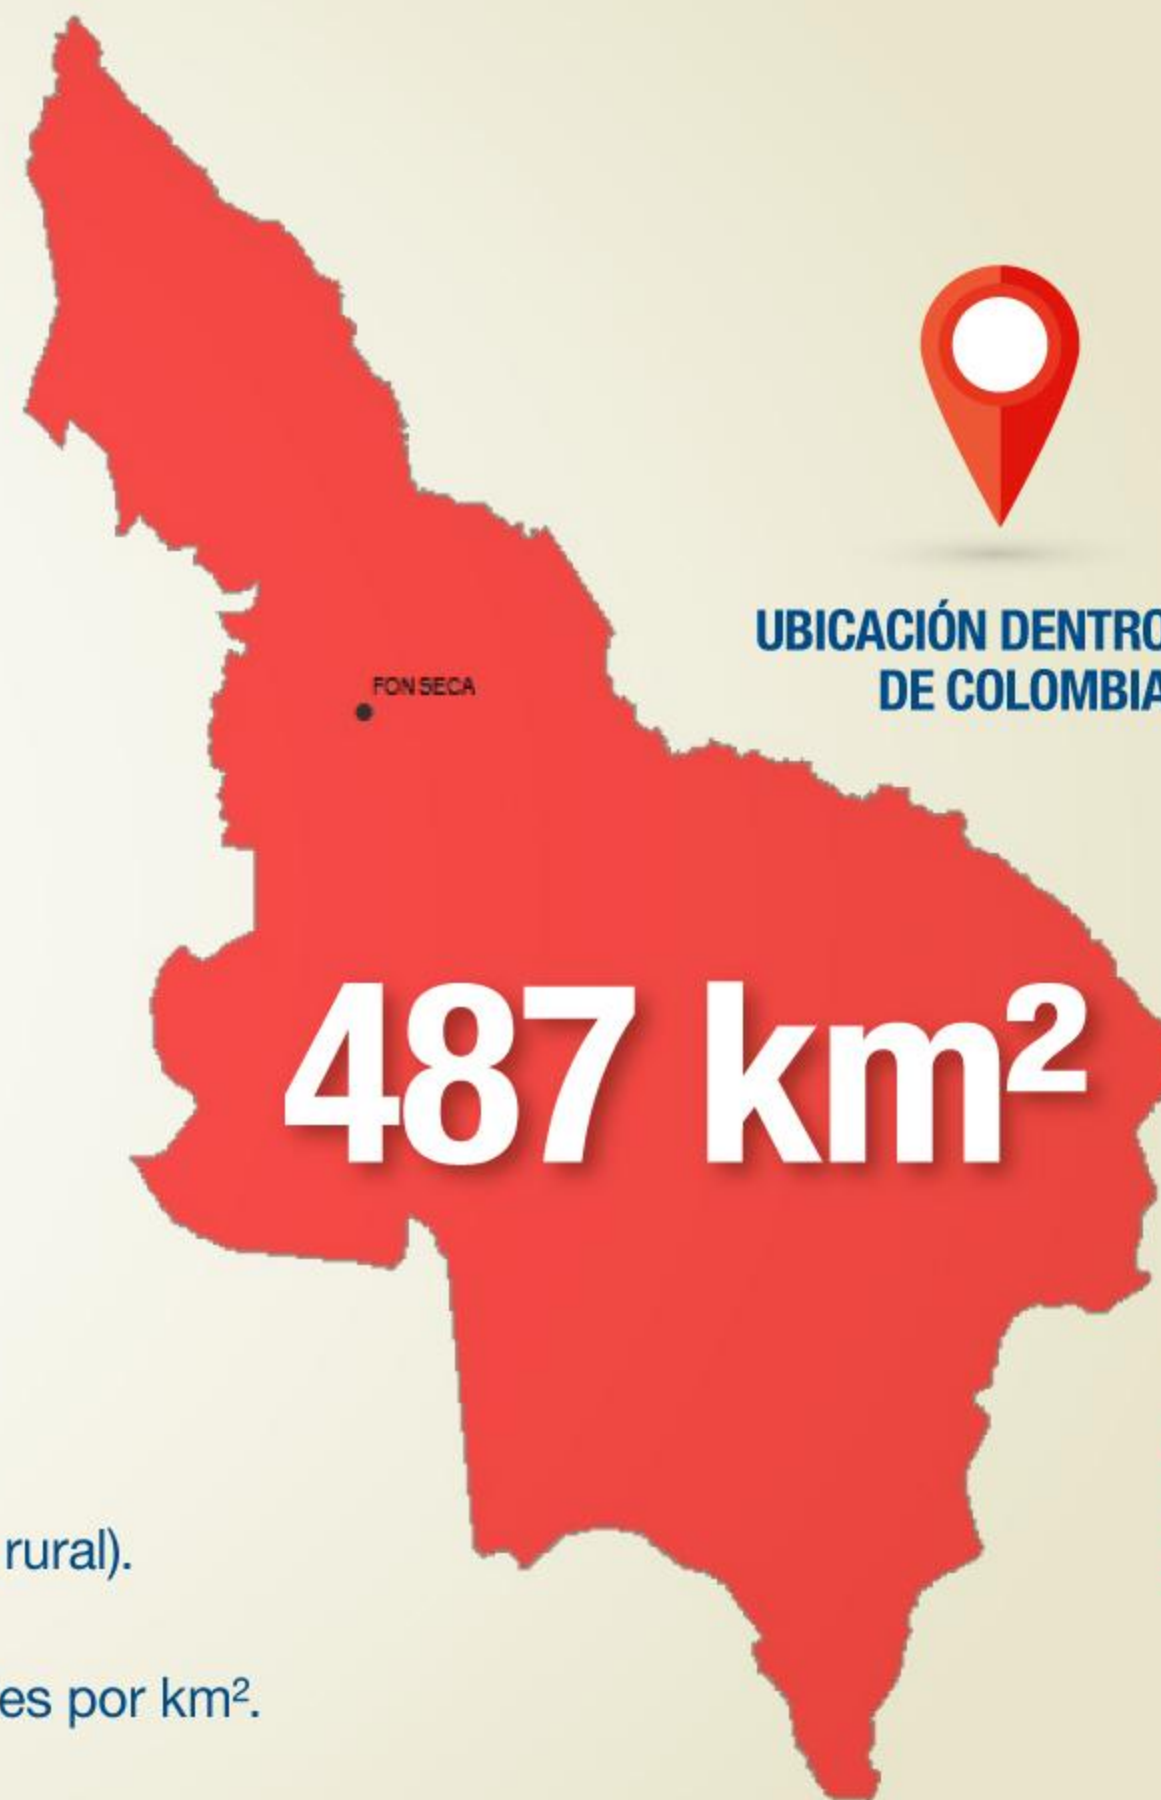 UBICACIÓN DENTRO
DE COLOMBIA
FONSECA
487 km²
rural).
es por km².